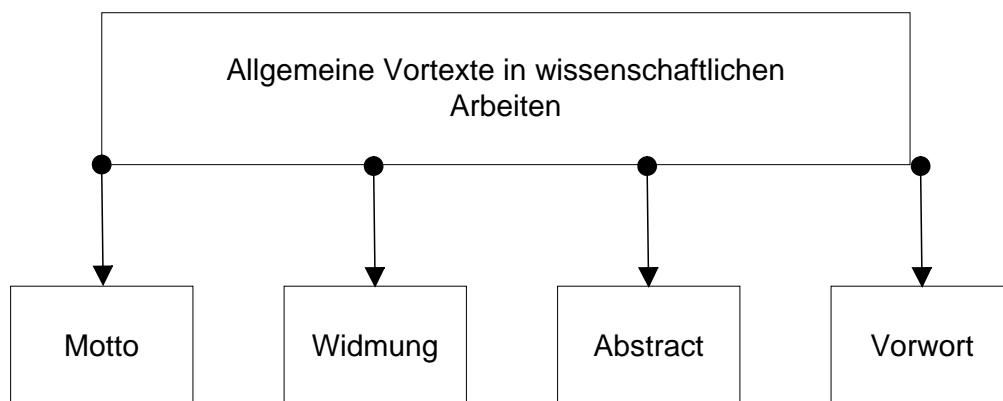 Allgemeine Vortexte in wissenschaftlichen
Arbeiten
Motto
Widmung
Abstract
Vorwort